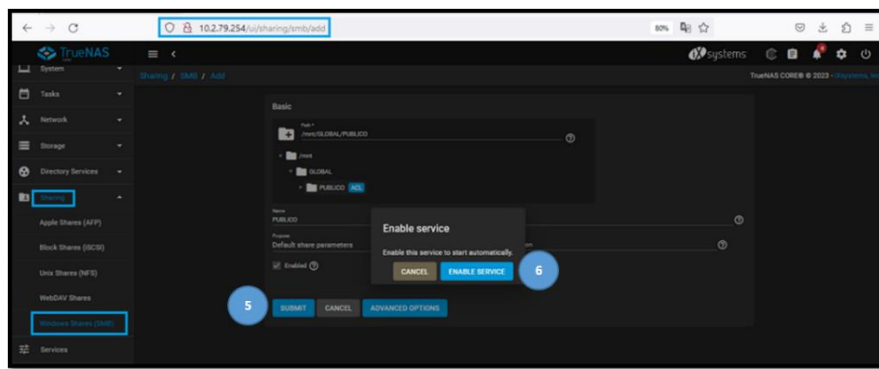 10.2.79.254/ui/sharing/smb/add
80%
TrueNAS
CORE
systems
System
Sharing / SMB / Add
TrueNAS CORE® © 2023 -
Tasks
Network
Storage
Directory Services
Sharing
Apple Shares (AFP)
Block Shares (iSCSI)
Unix Shares (NFS)
WebDAV Shares
Windows Shares (SMB)
Services
Basic
Path *
/mnt/GLOBAL/PUBLICO
/mnt
GLOBAL
PUBLICO ACL
Name
PUBLICO
Purpose
Default share parameters
Enabled
Enable service
Enable this service to start automatically.
CANCEL ENABLE SERVICE
6
5
SUBMIT CANCEL ADVANCED OPTIONS